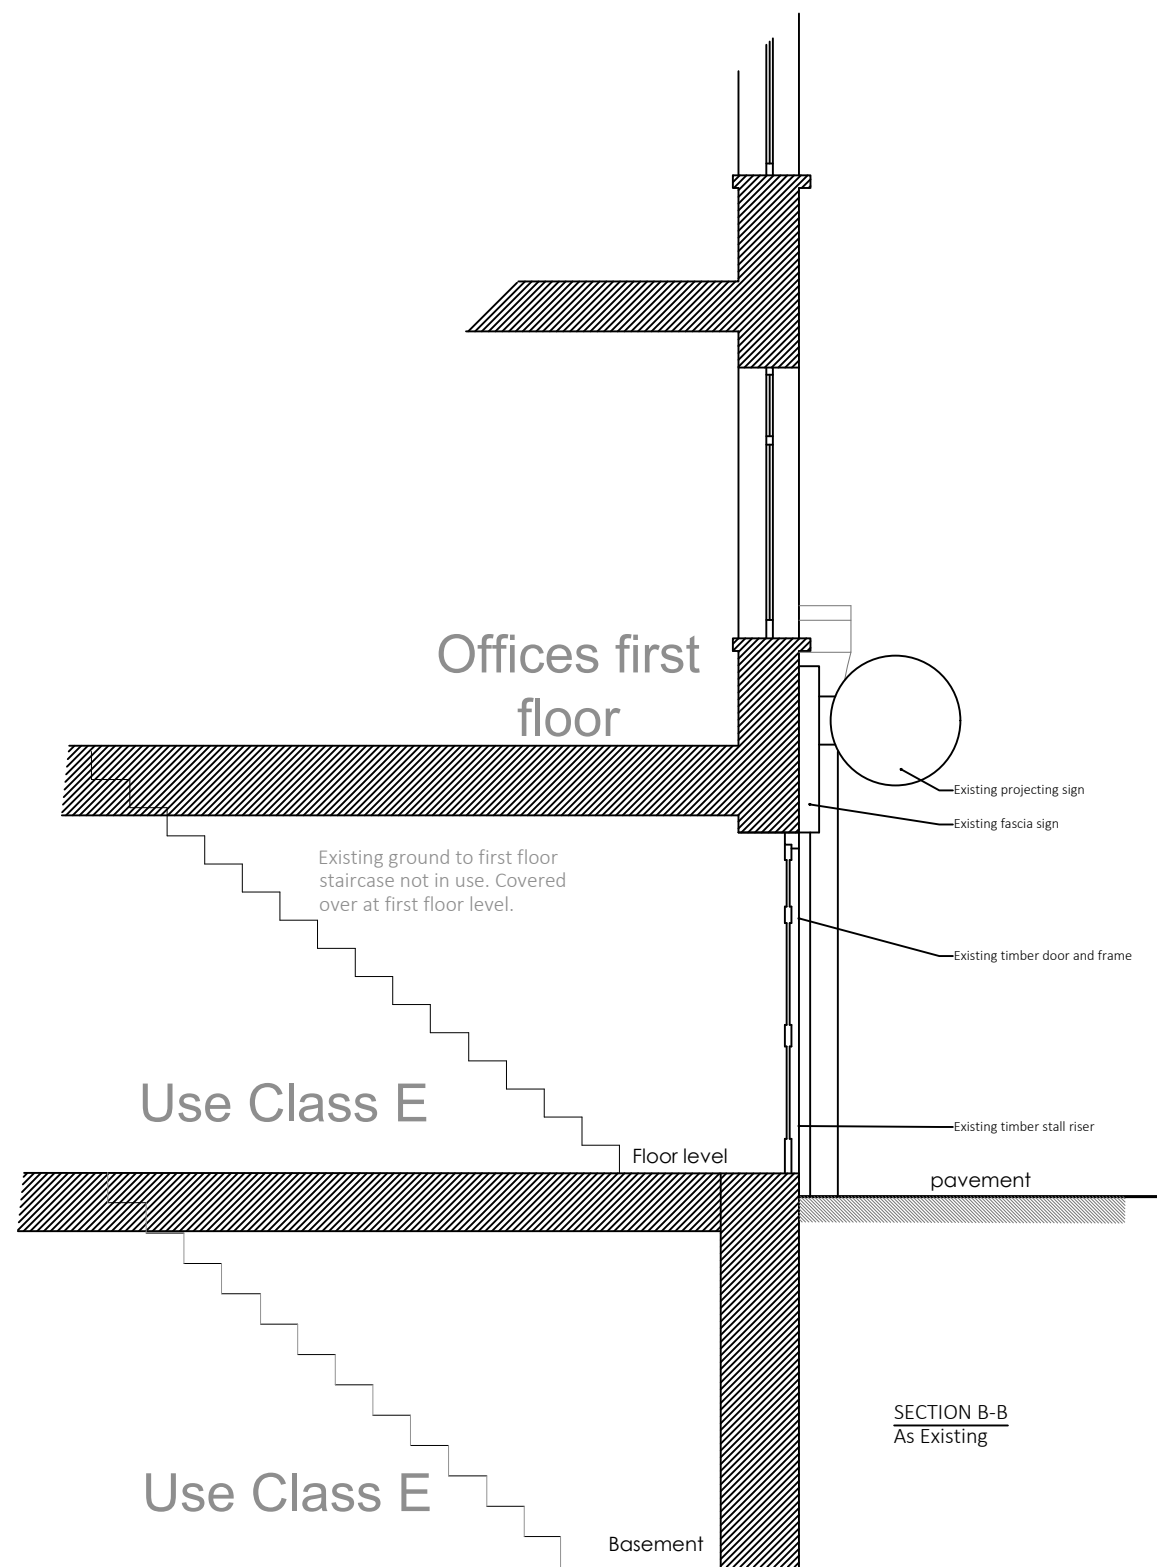 Offices first
floor
Existing projecting sign
Existing fascia sign
Existing ground to first floor
staircase not in use. Covered
over at first floor level.
Existing timber door and frame
Use Class E
Existing timber stall riser
Floor level
pavement
SECTION B-B
As Existing
Use Class E
Basement